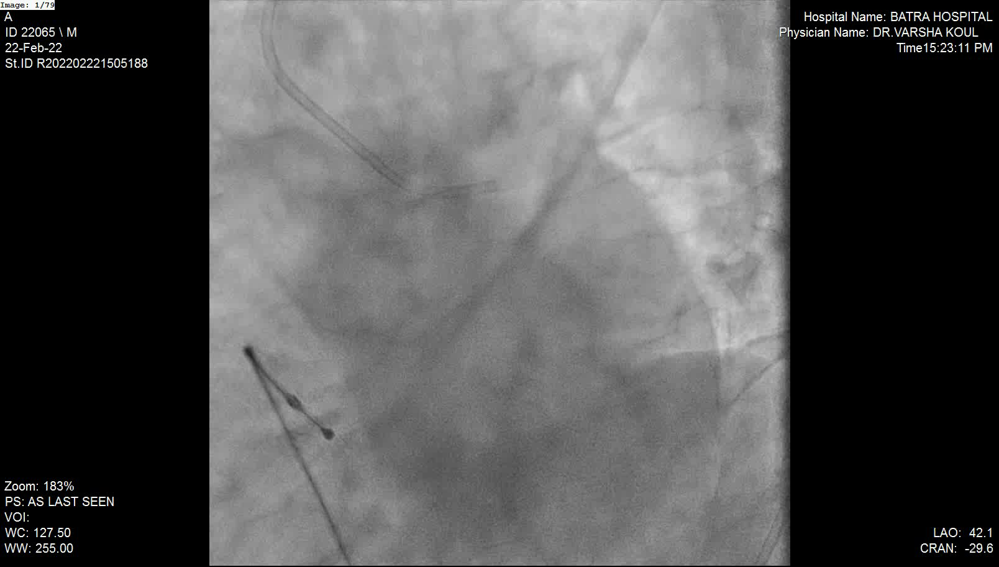 Image: 1/79
A
ID 22065 \ M
22-Feb-22
St.ID R202202221505188
Hospital Name: BATRA HOSPITAL
Physician Name: DR.VARSHA KOUL
Time15:23:11 PM
Zoom: 183%
PS: AS LAST SEEN
VOI:
WC: 127.50
WW: 255.00
LAO: 42.1
CRAN: -29.6